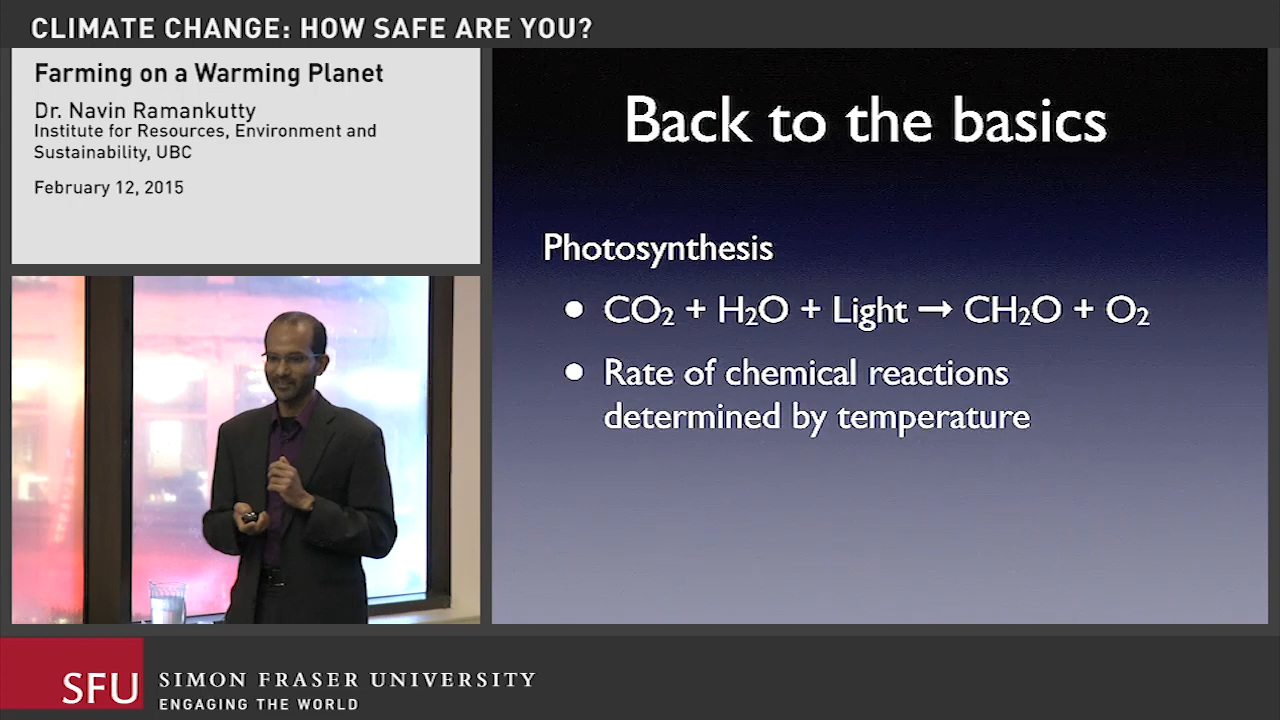 CLIMATE CHANGE: HOW SAFE ARE YOU?
Farming on a Warming Planet
Dr. Navin Ramankutty
Institute for Resources, Environment and
Sustainability, UBC
February 12, 2015
Back to the basics
Photosynthesis
● CO₂ + H₂O + Light → CH₂O + O₂
● Rate of chemical reactions
determined by temperature
SFU
SIMON FRASER UNIVERSITY
ENGAGING THE WORLD